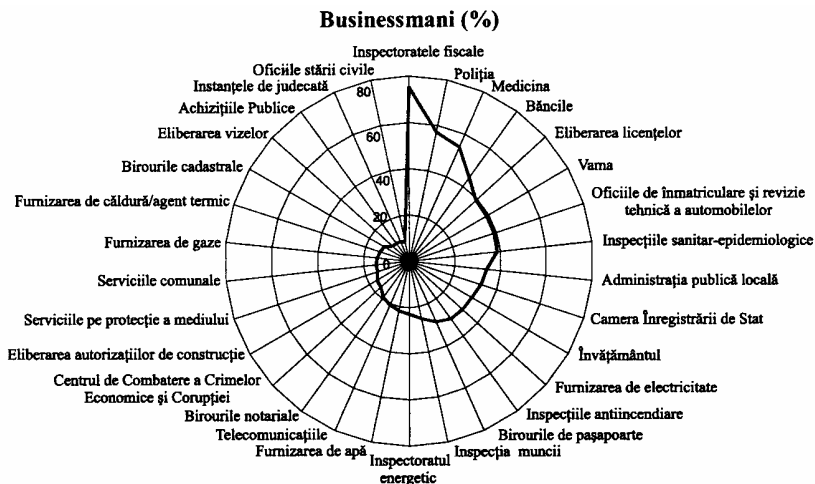 Businessmani (%)
Inspectoratele fiscale
Poliția
Medicina
Băncile
Eliberarea licențelor
Vama
Oficiile de înmatriculare și revizie
tehnică a automobilelor
Inspecțiile sanitar-epidemiologice
Administrația publică locală
Camera Înregistrării de Stat
Învățământul
Furnizarea de electricitate
Inspecțiile antiincendiare
Birourile de pașapoarte
Inspecția muncii
Inspectoratul
energetic
Furnizarea de apă
Telecomunicațiile
Birourile notariale
Centrul de Combatere a Crimelor
Economice și Corupției
Eliberarea autorizațiilor de construcție
Serviciile pe protecție a mediului
Serviciile comunale
Furnizarea de gaze
Furnizarea de căldură/agent termic
Birourile cadastrale
Eliberarea vizelor
Achizițiile Publice
Instanțele de judecată
Oficiile stării civile
80
60
40
20
0